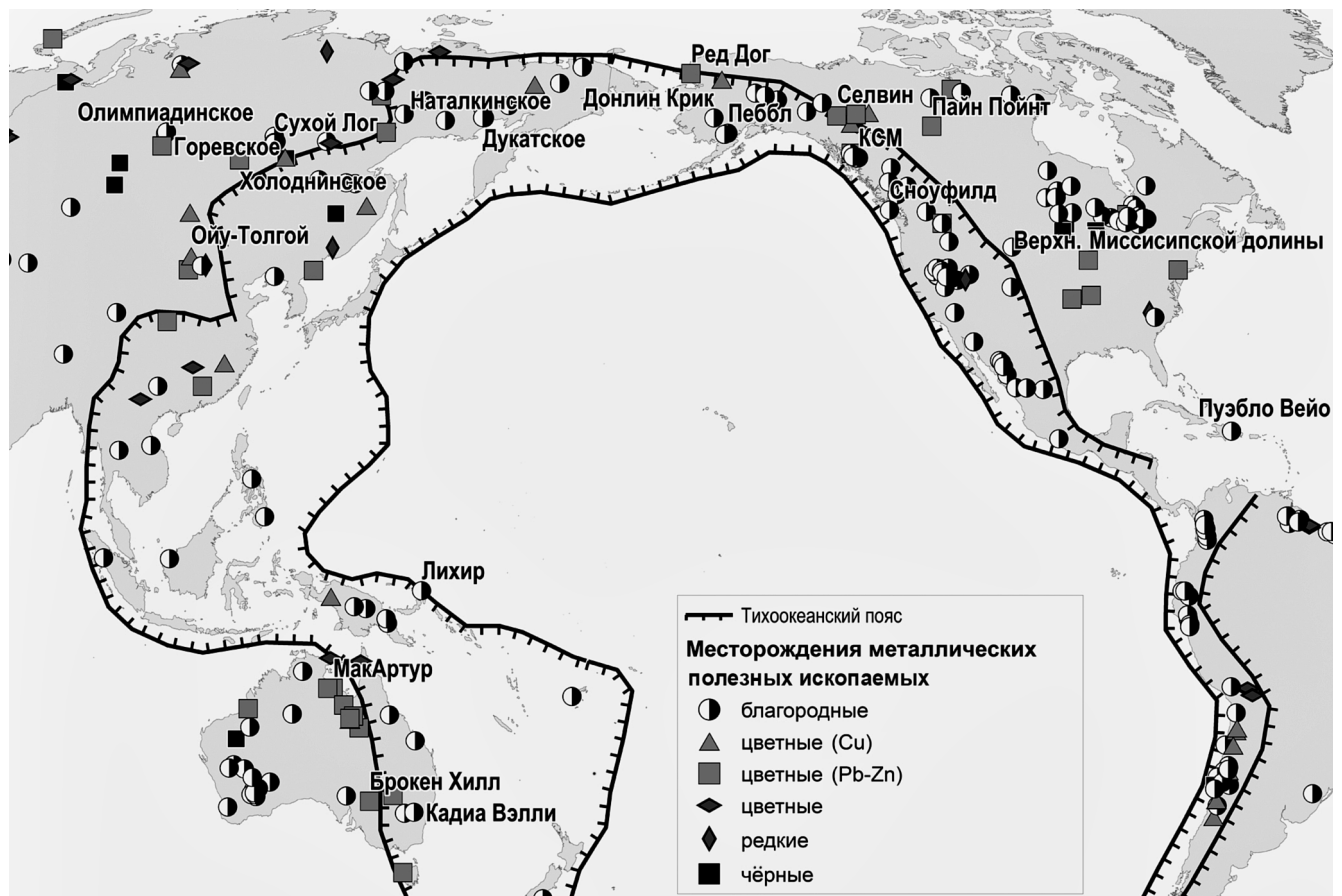 Ред Дог
Олимпиадинское
Наталкинское
Донлин Крик
Селвин
Пайн Пойнт
Сухой Лог
Пеббл
Горевское
Дукатское
КСМ
Холоднинское
Сноуфилд
Ойу-Толгой
Верхн. Миссисипской долины
Пуэбло Вейо
Лихир
МакАртур
Брокен Хилл
Кадиа Вэлли
Тихоокеанский пояс
Месторождения металлических
полезных ископаемых
благородные
цветные (Cu)
цветные (Pb-Zn)
цветные
редкие
чёрные